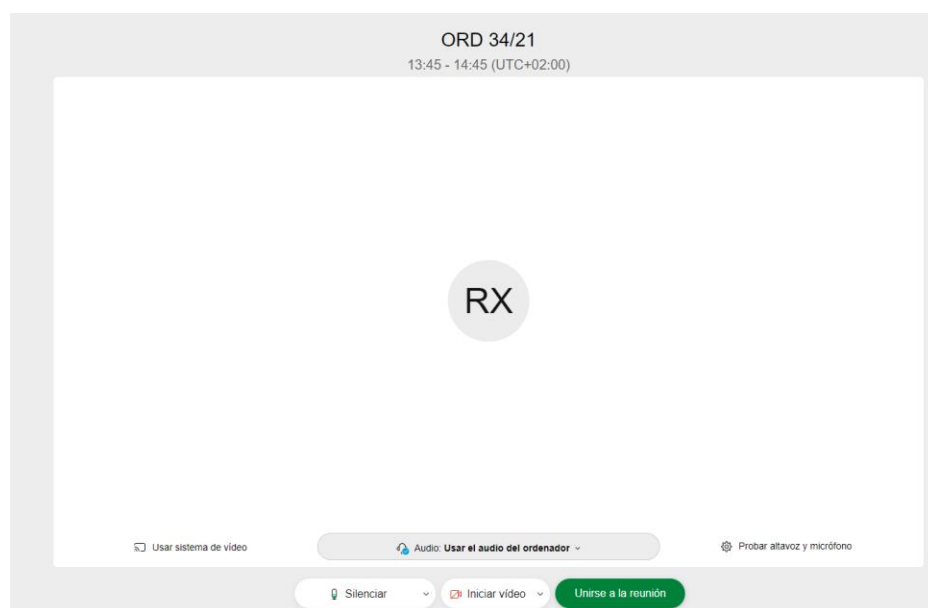 ORD 34/21
13:45 - 14:45 (UTC+02:00)
RX
Usar sistema de vídeo
Audio: Usar el audio del ordenador
Probar altavoz y micrófono
Silenciar
Iniciar vídeo
Unirse a la reunión